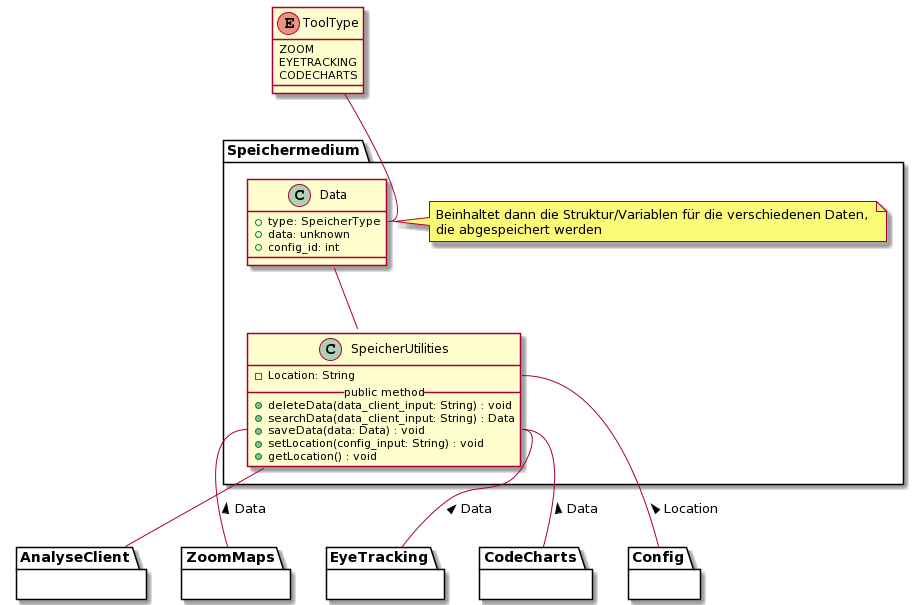 E ToolType
ZOOM
EYETRACKING
CODECHARTS
Speichermedium
C Data
type: SpeicherType
data: unknown
config_id: int
Beinhaltet dann die Struktur/Variablen für die verschiedenen Daten,
die abgespeichert werden
C SpeicherUtilities
Location: String
public method
deleteData(data_client_input: String) : void
searchData(data_client_input: String) : Data
saveData(data: Data) : void
setLocation(config_input: String) : void
getLocation() : void
Data
Data
Data
Location
AnalyseClient
ZoomMaps
EyeTracking
CodeCharts
Config